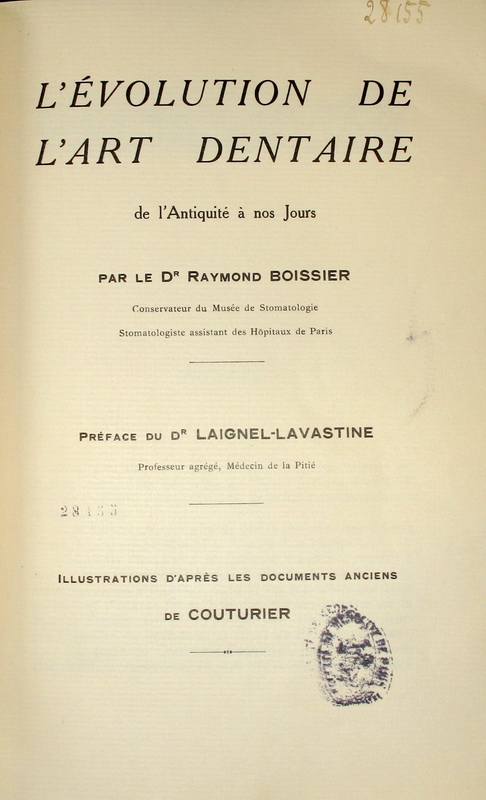 28155
L'ÉVOLUTION DE
L'ART DENTAIRE
de l'Antiquité à nos Jours
PAR LE Dᴿ RAYMOND BOISSIER
Conservateur du Musée de Stomatologie
Stomatologiste assistant des Hôpitaux de Paris
PRÉFACE DU Dᴿ LAIGNEL-LAVASTINE
Professeur agrégé, Médecin de la Pitié
28155
ILLUSTRATIONS D'APRÈS LES DOCUMENTS ANCIENS
DE COUTURIER